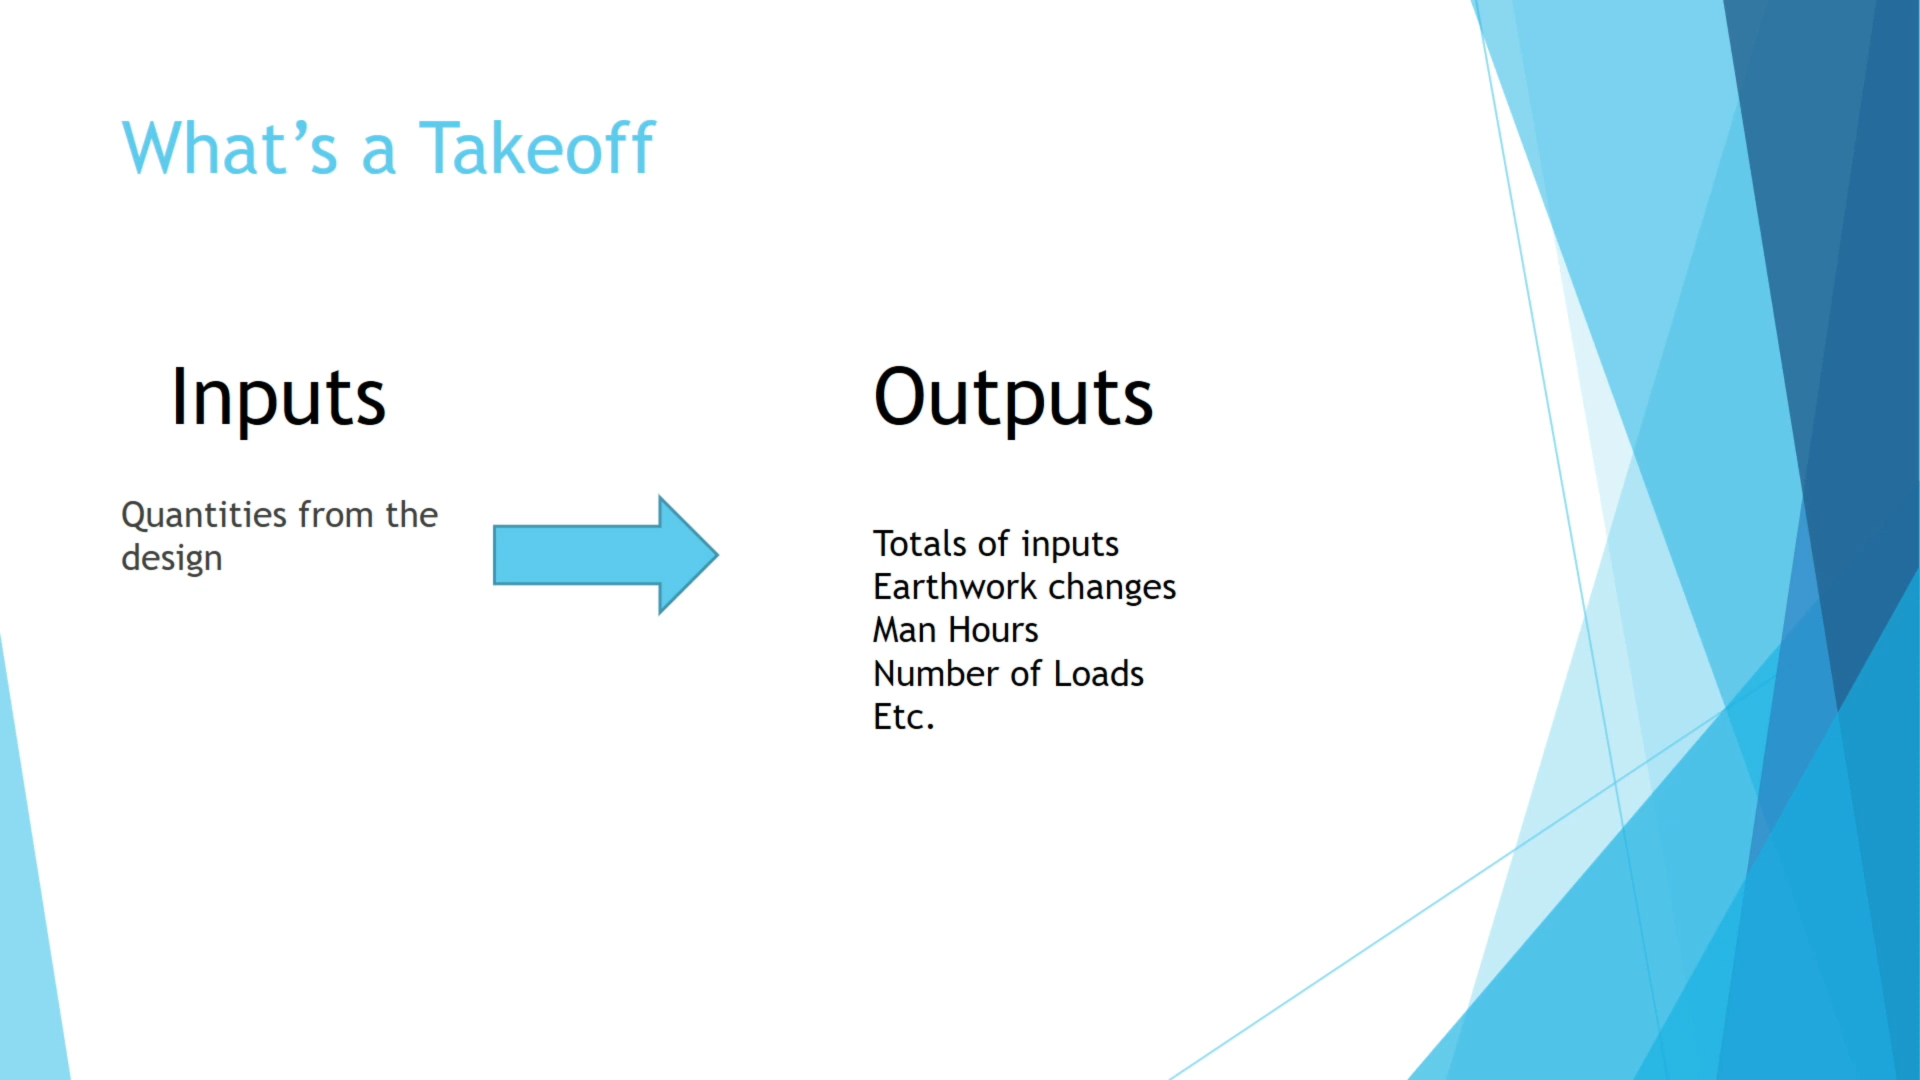 What’s a Takeoff
Inputs
Quantities from the
design
Outputs
Totals of inputs
Earthwork changes
Man Hours
Number of Loads
Etc.